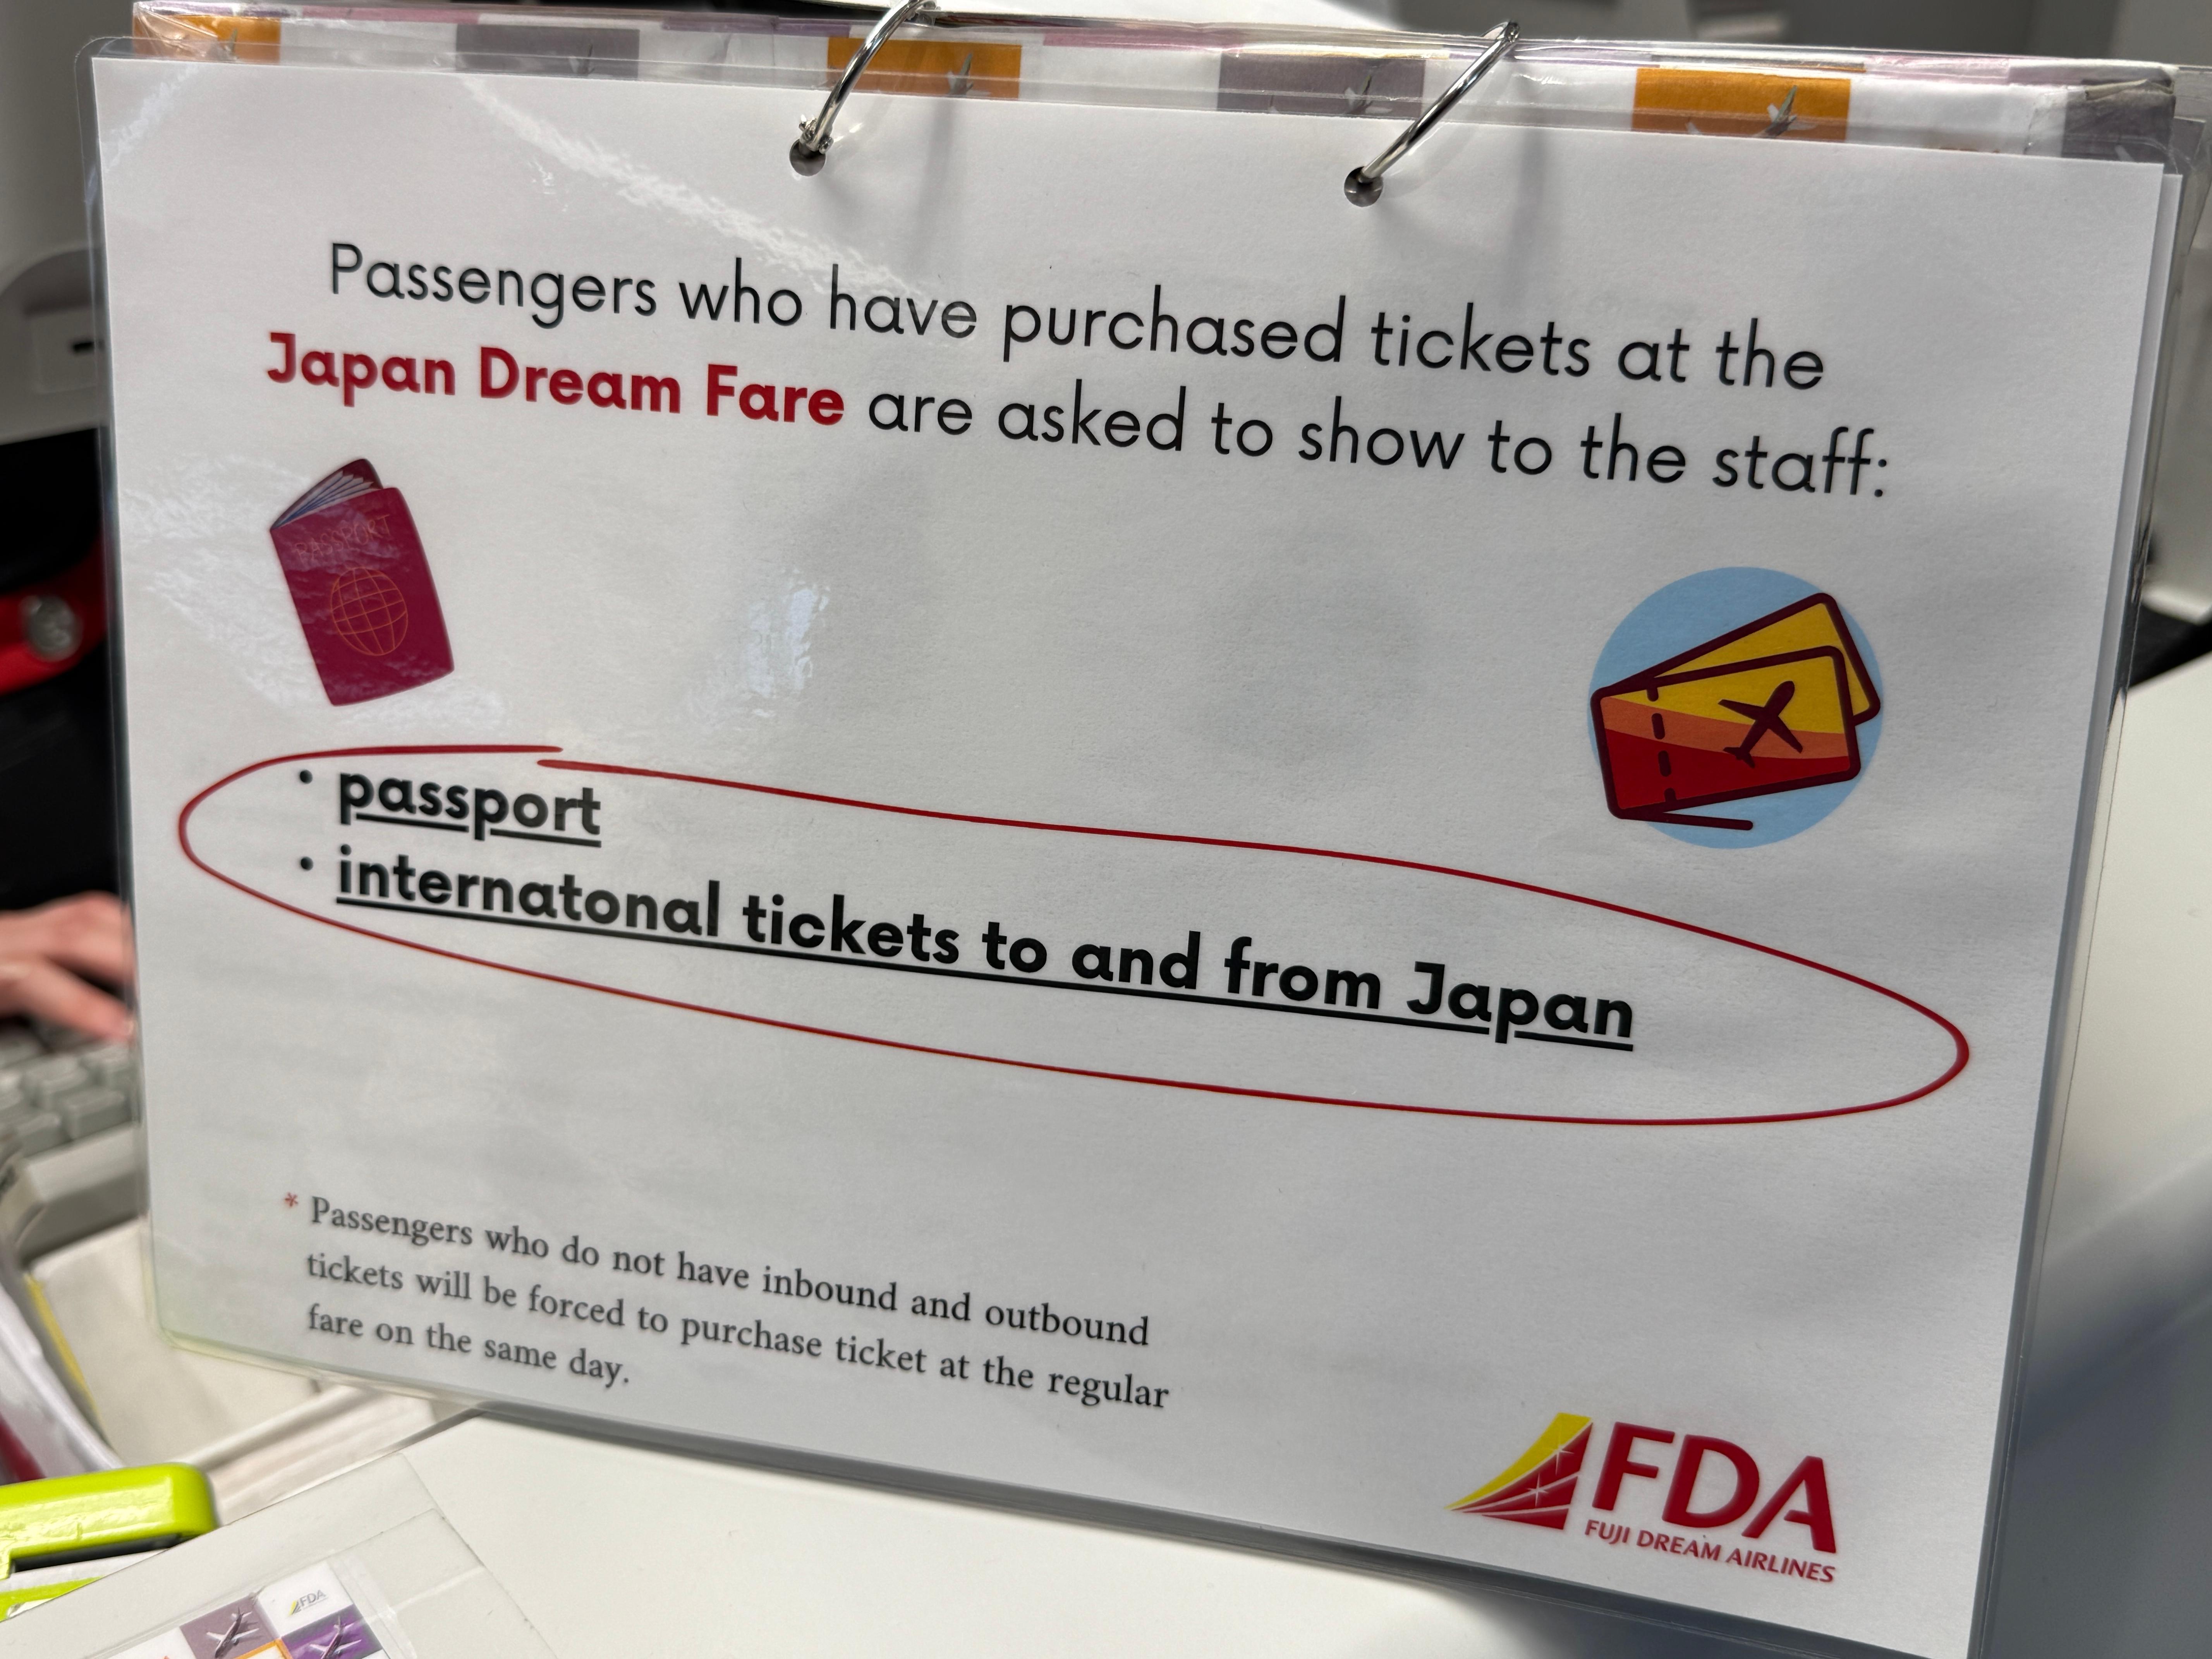 Passengers who have purchased tickets at the
Japan Dream Fare are asked to show to the staff:
PASSPORT
• passport
• internatonal tickets to and from Japan
* Passengers who do not have inbound and outbound
tickets will be forced to purchase ticket at the regular
fare on the same day.
FDA
FUJI DREAM AIRLINES
FDA